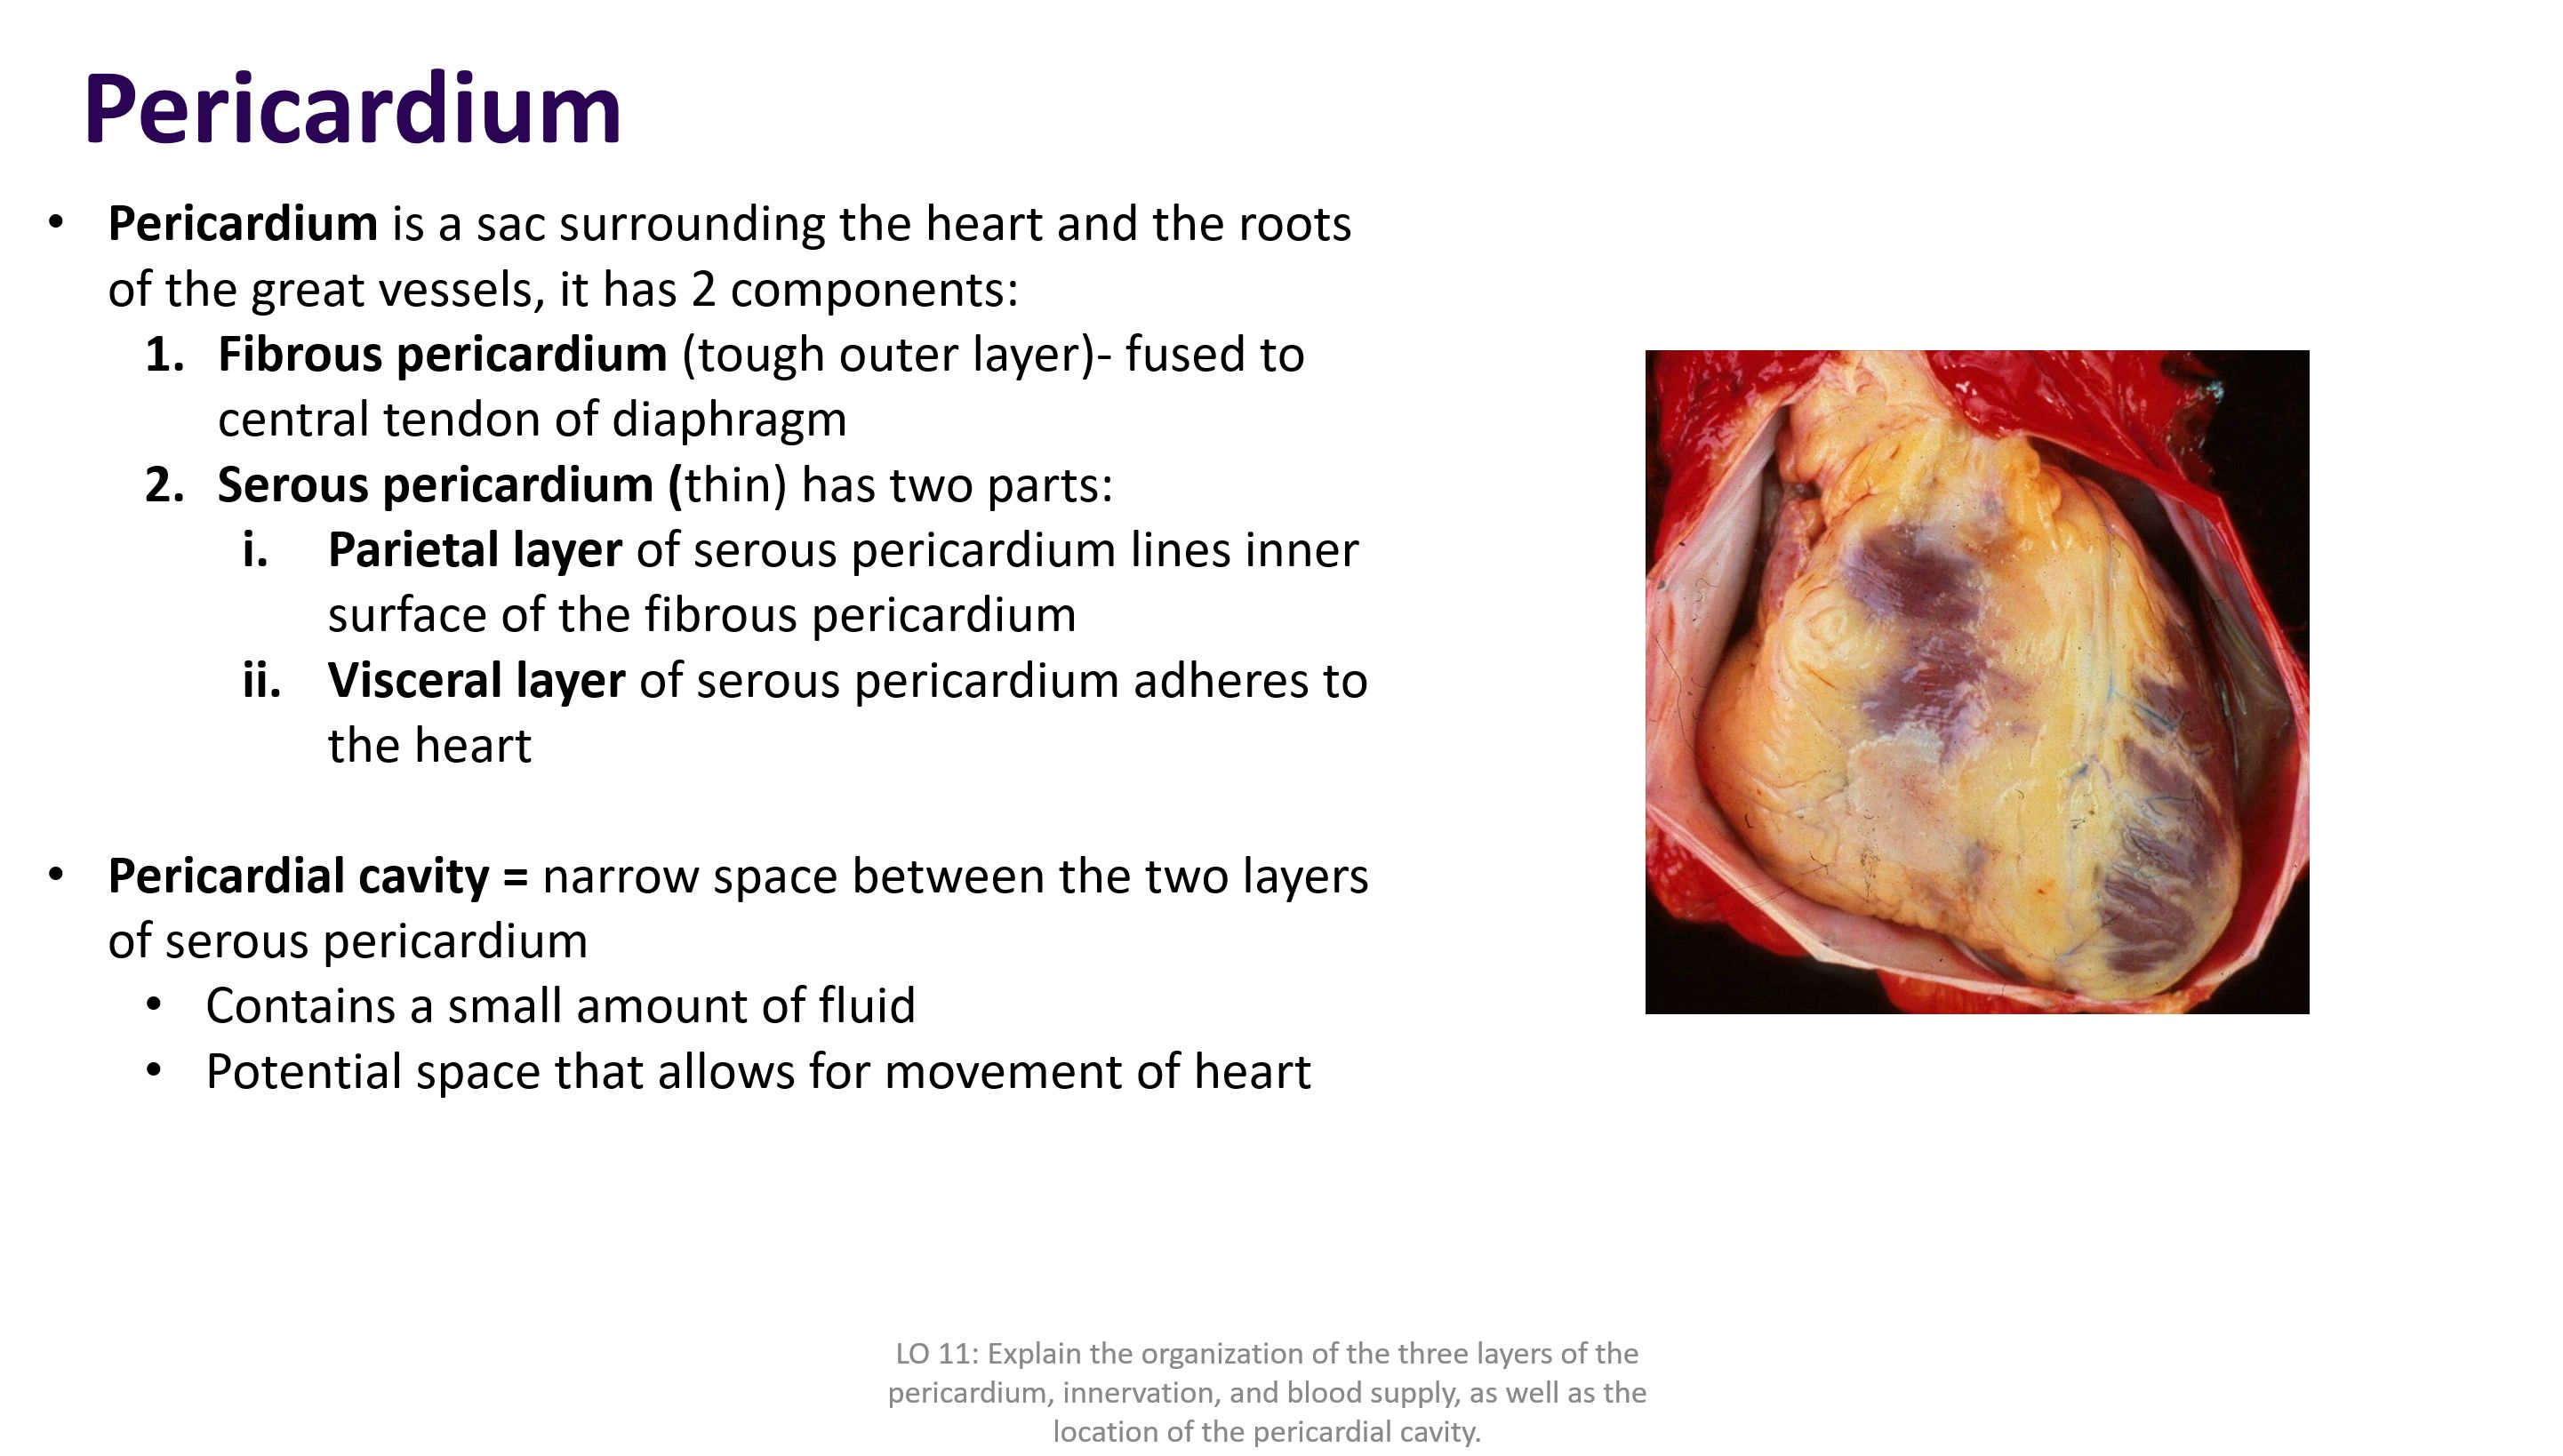 Pericardium
• Pericardium is a sac surrounding the heart and the roots
of the great vessels, it has 2 components:
1. Fibrous pericardium (tough outer layer)- fused to
central tendon of diaphragm
2. Serous pericardium (thin) has two parts:
i. Parietal layer of serous pericardium lines inner
surface of the fibrous pericardium
ii. Visceral layer of serous pericardium adheres to
the heart
• Pericardial cavity = narrow space between the two layers
of serous pericardium
• Contains a small amount of fluid
• Potential space that allows for movement of heart
LO 11: Explain the organization of the three layers of the
pericardium, innervation, and blood supply, as well as the
location of the pericardial cavity.